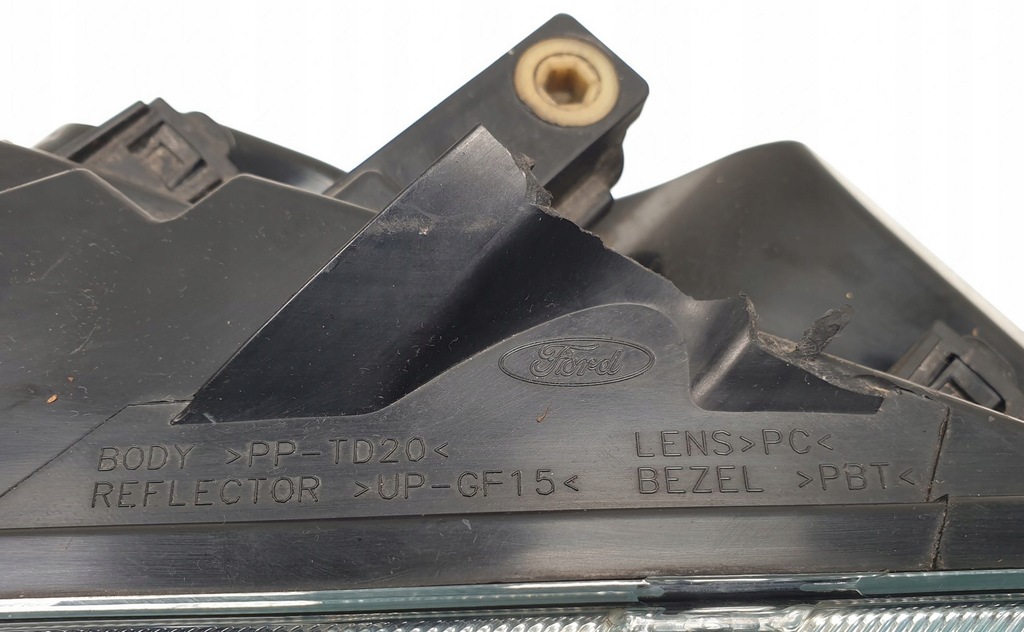 Ford
BODY >PP-TD20<
REFLECTOR >UP-GF15<
LENS>PC<
BEZEL >PBT<